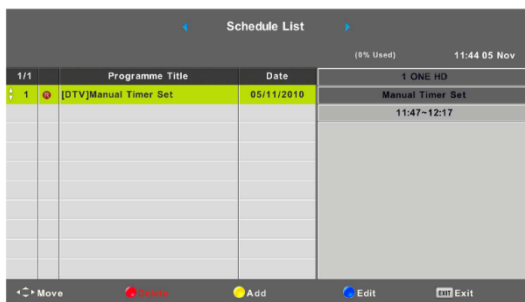 Schedule List
(0% Used) 11:44 05 Nov
1/1 Programme Title Date 1 ONE HD
1 R [DTV]Manual Timer Set 05/11/2010 Manual Timer Set
11:47~12:17
Move Delete Add Edit EXIT Exit